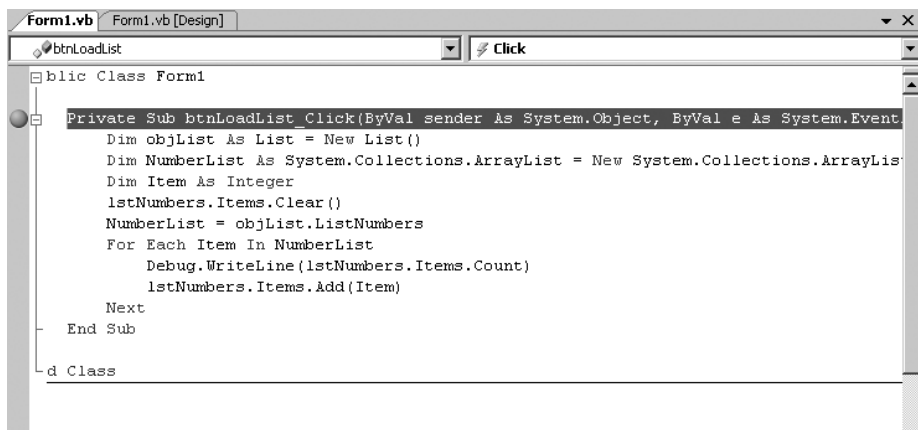 Form1.vb Form1.vb [Design]
btnLoadList Click
blic Class Form1
Private Sub btnLoadList_Click(ByVal sender As System.Object, ByVal e As System.Event
Dim objList As List = New List()
Dim NumberList As System.Collections.ArrayList = New System.Collections.ArrayLis
Dim Item As Integer
lstNumbers.Items.Clear()
NumberList = objList.ListNumbers
For Each Item In NumberList
Debug.WriteLine(lstNumbers.Items.Count)
lstNumbers.Items.Add(Item)
Next
End Sub
d Class